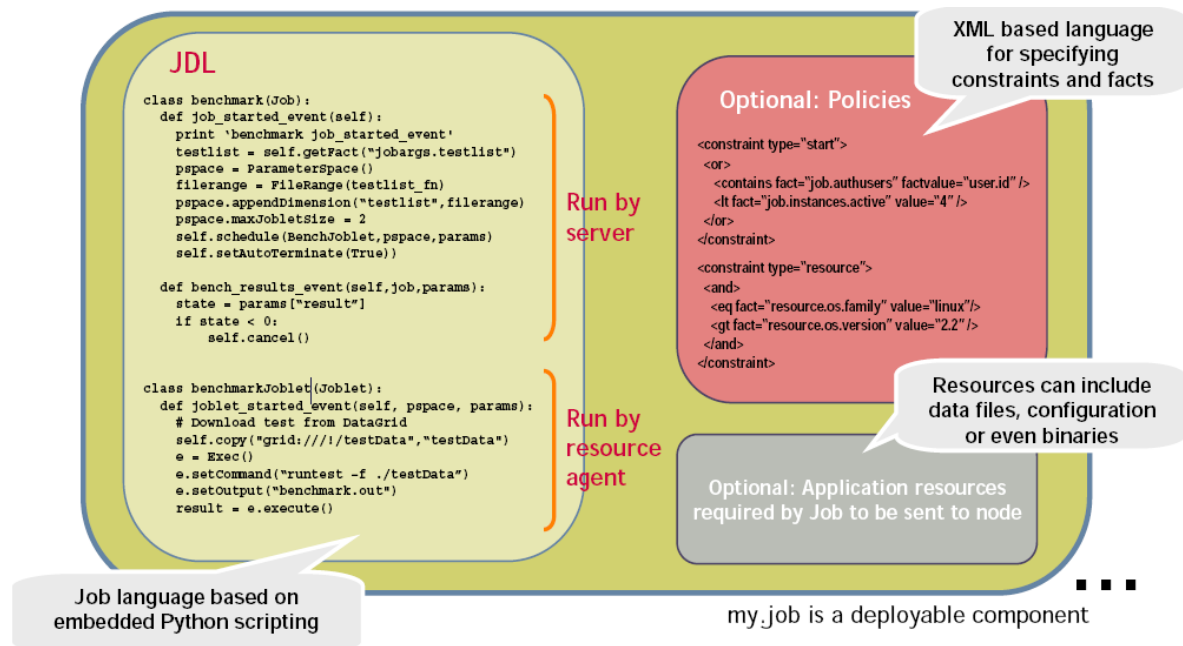 JDL
class benchmark(Job):
def job_started_event(self):
print `benchmark job_started_event'
testlist = self.getFact("jobargs.testlist")
pspace = ParameterSpace()
filerange = FileRange(testlist_fn)
pspace.appendDimension("testlist",filerange)
pspace.maxJobletSize = 2
self.schedule(BenchJoblet,pspace,params)
self.setAutoTerminate(True))
def bench_results_event(self,job,params):
state = params["result"]
if state < 0:
self.cancel()
Run by
server
class benchmarkJoblet(Joblet):
def joblet_started_event(self, pspace, params):
# Download test from DataGrid
self.copy("grid:///!/testData","testData")
e = Exec()
e.setCommand("runtest -f ./testData")
e.setOutput("benchmark.out")
result = e.execute()
Run by
resource
agent
Job language based on
embedded Python scripting
XML based language
for specifying
constraints and facts
Optional: Policies
<constraint type="start">
<or>
<contains fact="job.authusers" factvalue="user.id" />
<lt fact="job.instances.active" value="4" />
</or>
</constraint>
<constraint type="resource">
<and>
<eq fact="resource.os.family" value="linux"/>
<gt fact="resource.os.version" value="2.2" />
</and>
</constraint>
Resources can include
data files, configuration
or even binaries
Optional: Application resources
required by Job to be sent to node
...
my.job is a deployable component